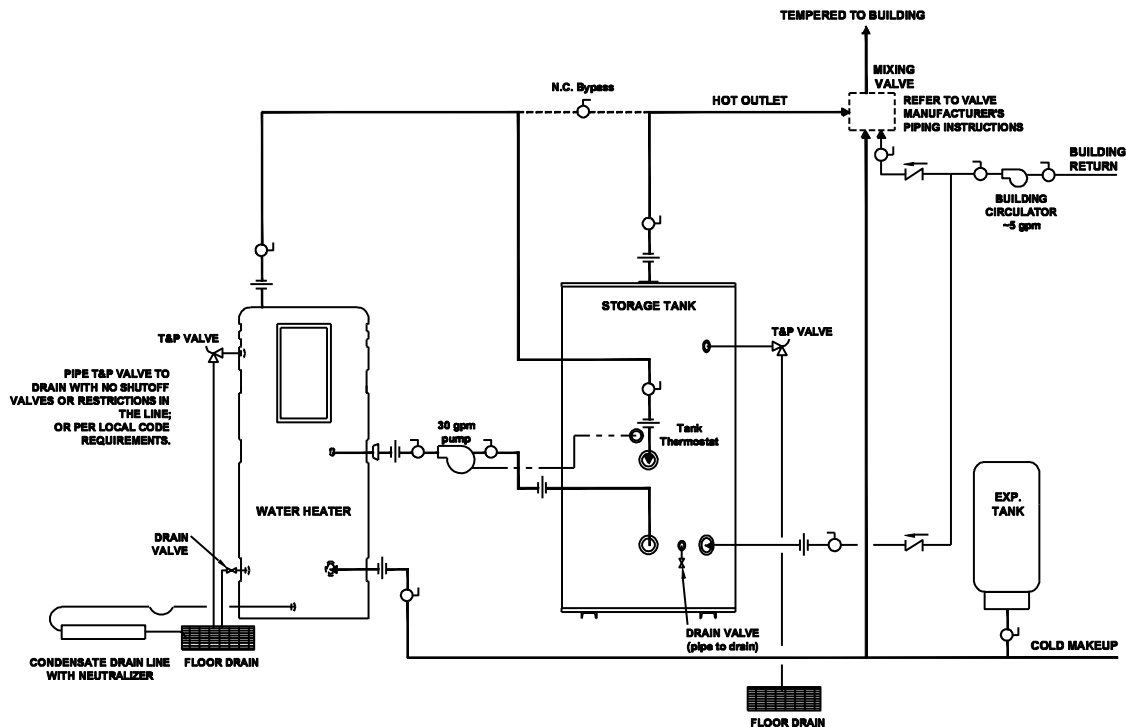 TEMPERED TO BUILDING
MIXING
VALVE
N.C. Bypass
HOT OUTLET
REFER TO VALVE
MANUFACTURER'S
PIPING INSTRUCTIONS
BUILDING
RETURN
BUILDING
CIRCULATOR
~5 gpm
STORAGE TANK
T&P VALVE
T&P VALVE
PIPE T&P VALVE TO
DRAIN WITH NO SHUTOFF
VALVES OR RESTRICTIONS IN
THE LINE;
OR PER LOCAL CODE
REQUIREMENTS.
30 gpm
pump
Tank
Thermostat
WATER HEATER
EXP.
TANK
DRAIN
VALVE
DRAIN VALVE
(pipe to drain)
COLD MAKEUP
CONDENSATE DRAIN LINE
WITH NEUTRALIZER
FLOOR DRAIN
FLOOR DRAIN